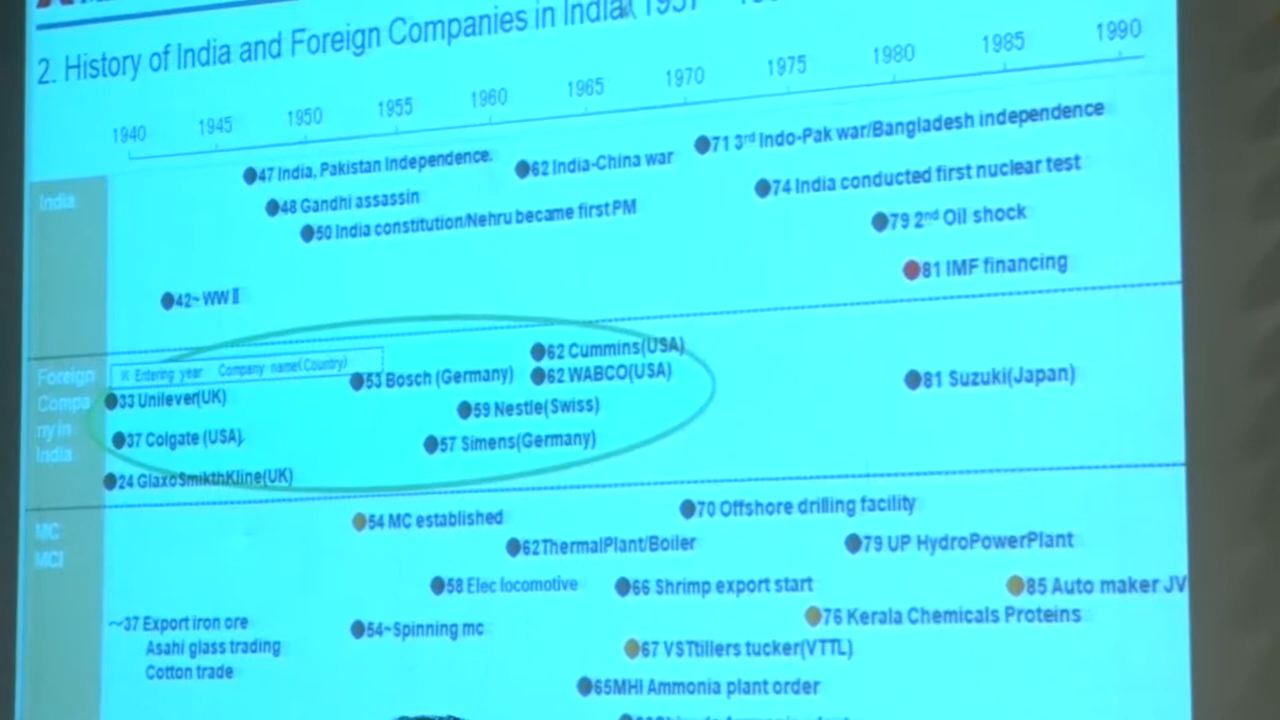 2. History of India and Foreign Companies in India
1940 1945 1950 1955 1960 1965 1970 1975 1980 1985 1990
India
47 India, Pakistan Independence.
62 India-China war
71 3rd Indo-Pak war/Bangladesh independence
48 Gandhi assassin
74 India conducted first nuclear test
50 India constitution/Nehru became first PM
79 2nd Oil shock
81 IMF financing
42~ WWⅡ
Foreign
Compa
ny in
India
※ Entering year Company name(Country)
62 Cummins(USA)
53 Bosch (Germany)
62 WABCO(USA)
81 Suzuki(Japan)
33 Unilever(UK)
59 Nestle(Swiss)
37 Colgate (USA)
57 Simens(Germany)
24 GlaxoSmikthKline(UK)
MC
MCI
54 MC established
70 Offshore drilling facility
62ThermalPlant/Boiler
79 UP HydroPowerPlant
58 Elec locomotive
66 Shrimp export start
85 Auto maker JV
76 Kerala Chemicals Proteins
~37 Export iron ore
Asahi glass trading
Cotton trade
54~Spinning mc
67 VSTtillers tucker(VTTL)
65MHI Ammonia plant order